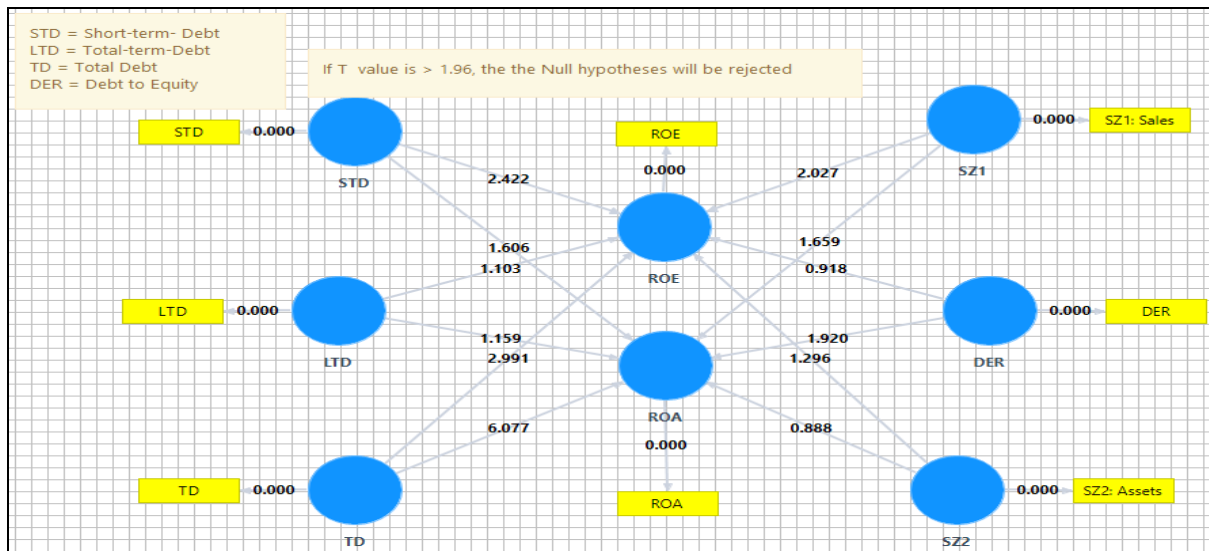 STD = Short-term- Debt
LTD = Total-term-Debt
TD = Total Debt
DER = Debt to Equity
If T value is > 1.96, the the Null hypotheses will be rejected
STD
0.000
STD
ROE
0.000
ROE
SZ1
0.000
SZ1: Sales
2.422
2.027
1.606
1.659
1.103
0.918
LTD
0.000
LTD
DER
0.000
DER
1.159
1.920
2.991
1.296
ROA
6.077
0.888
0.000
ROA
TD
0.000
TD
SZ2
0.000
SZ2: Assets